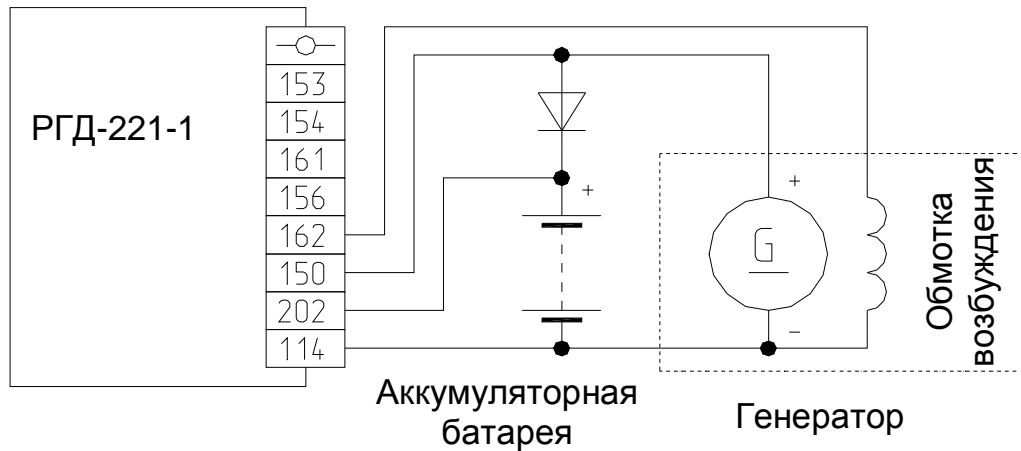 РГД-221-1
153
154
161
156
162
150
202
114
+
+
G
−
Обмотка
возбуждения
Аккумуляторная
батарея
Генератор